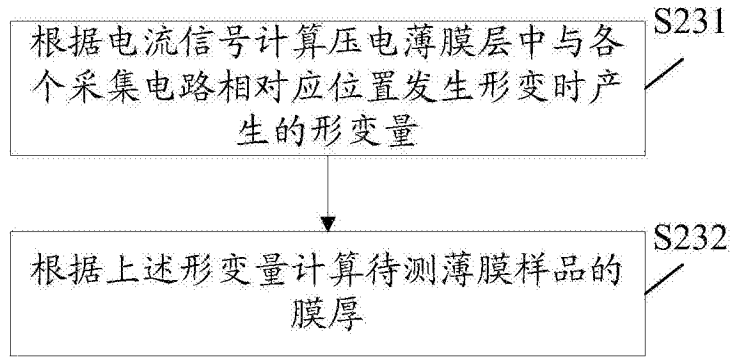 S231
根据电流信号计算压电薄膜层中与各
个采集电路相对应位置发生形变时产
生的形变量
S232
根据上述形变量计算待测薄膜样品的
膜厚